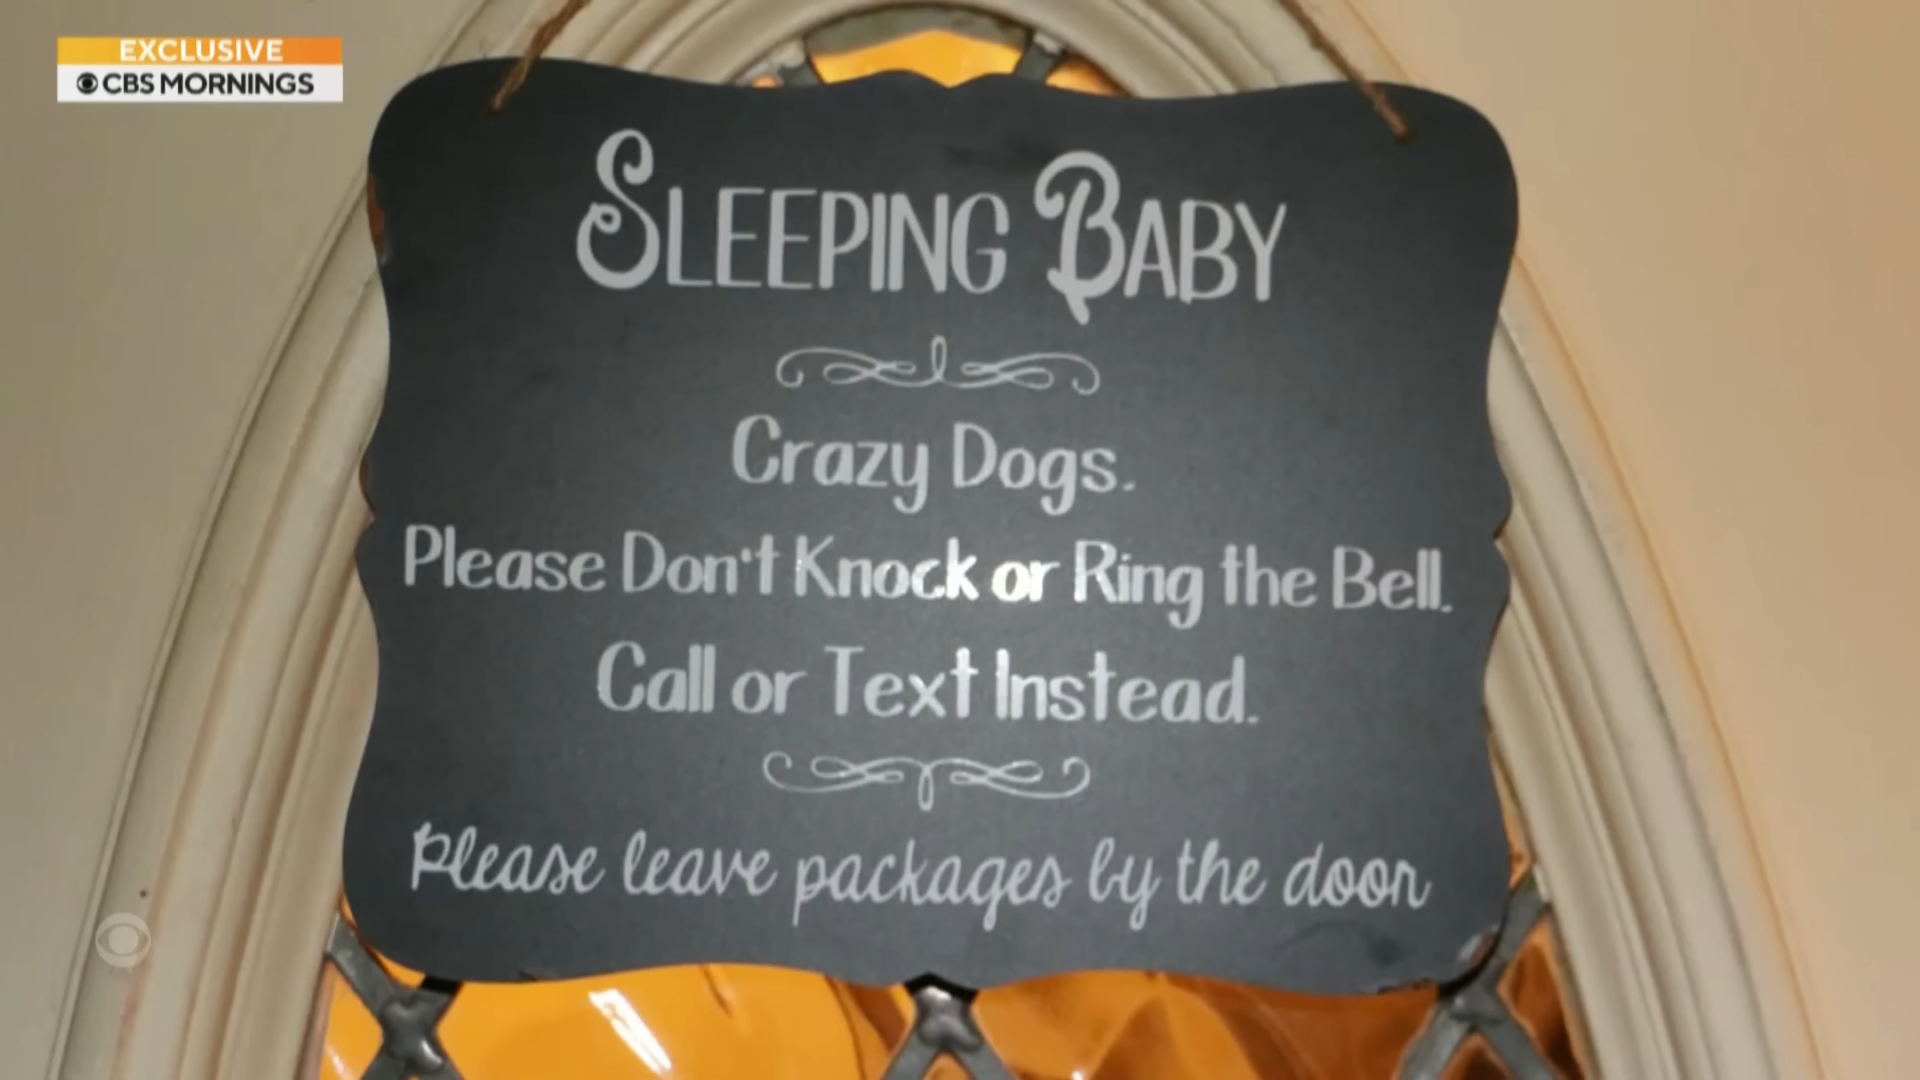 EXCLUSIVE
CBS MORNINGS
SLEEPING BABY
Crazy Dogs.
Please Don't Knock or Ring the Bell.
Call or Text Instead.
Please leave packages by the door